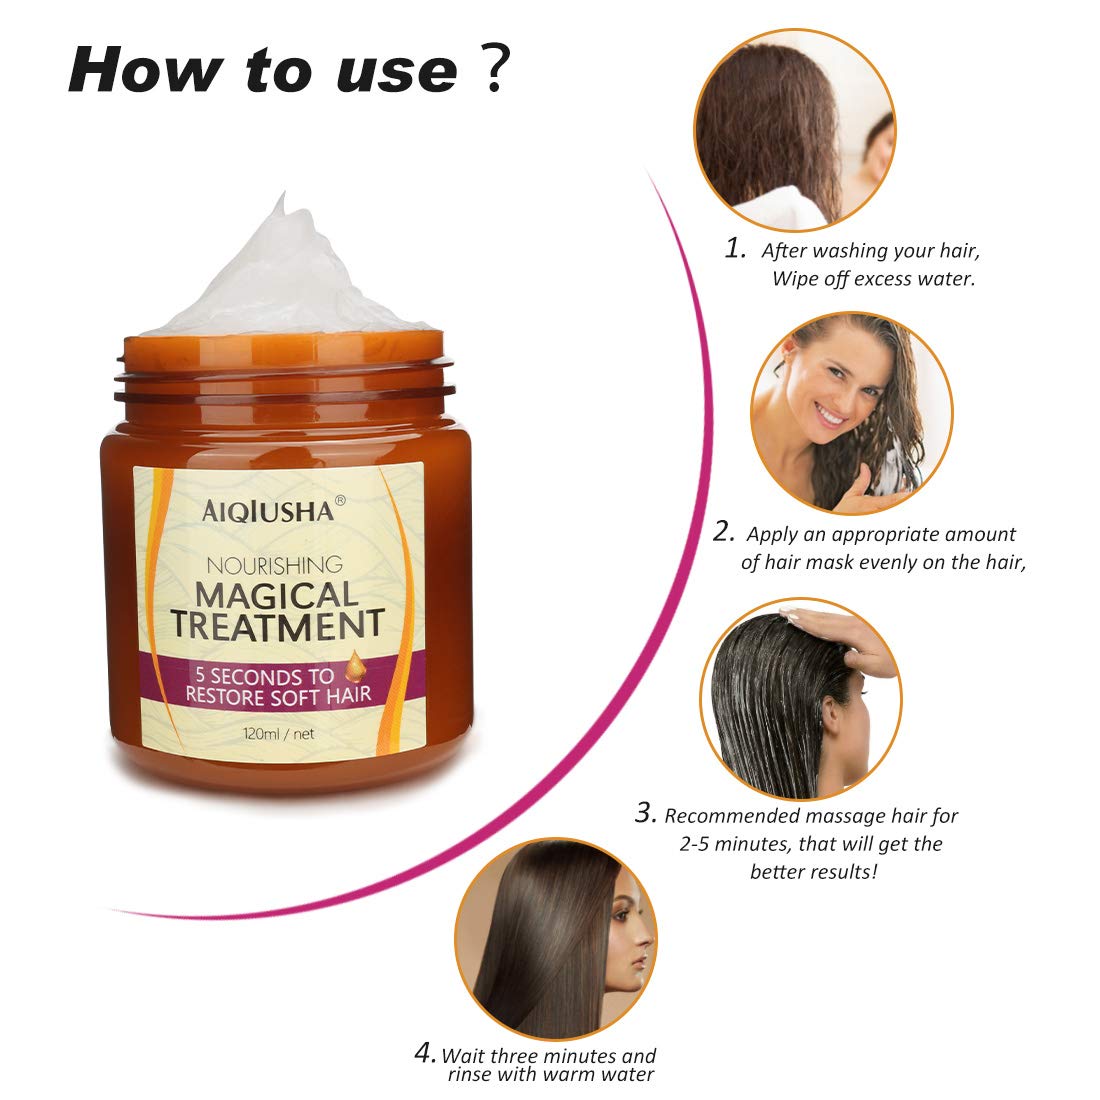 How to use ?
AIQIUSHA®
NOURISHING
MAGICAL
TREATMENT
5 SECONDS TO
RESTORE SOFT HAIR
120ml / net
1. After washing your hair,
Wipe off excess water.
2. Apply an appropriate amount
of hair mask evenly on the hair,
3. Recommended massage hair for
2-5 minutes, that will get the
better results!
4. Wait three minutes and
rinse with warm water